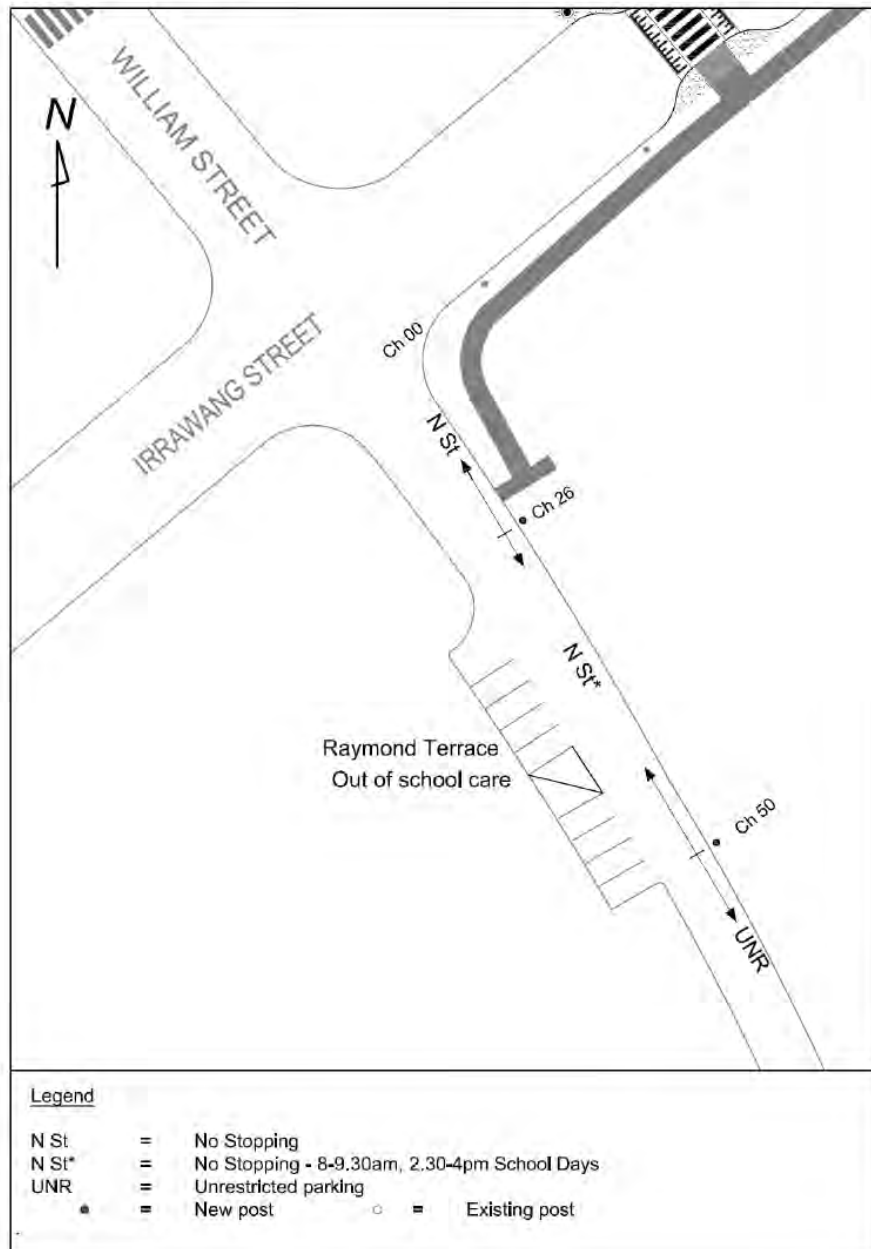 WILLIAM STREET
N
IRRAWANG STREET
Ch 00
N St
Ch 26
N St*
Raymond Terrace
Out of school care
Ch 50
UNR
Legend
N St = No Stopping
N St* = No Stopping - 8-9.30am, 2.30-4pm School Days
UNR = Unrestricted parking
= New post = Existing post